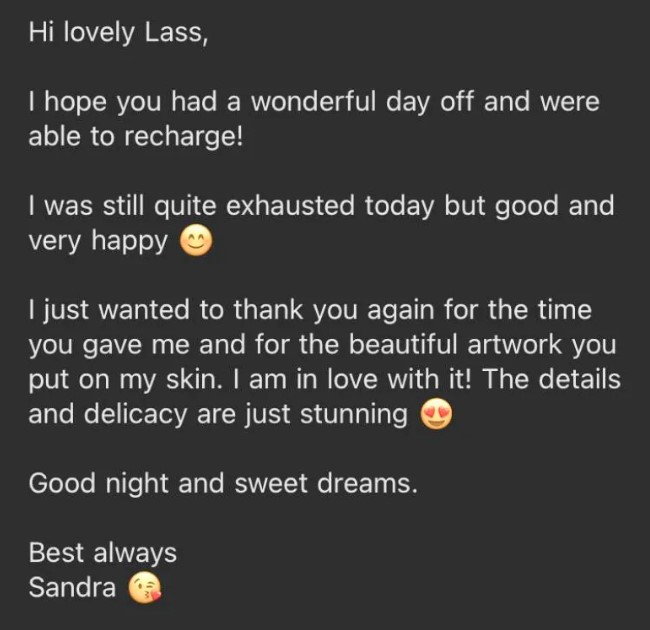 Hi lovely Lass,
I hope you had a wonderful day off and were
able to recharge!
I was still quite exhausted today but good and
very happy 😊
I just wanted to thank you again for the time
you gave me and for the beautiful artwork you
put on my skin. I am in love with it! The details
and delicacy are just stunning 😍
Good night and sweet dreams.
Best always
Sandra 😘